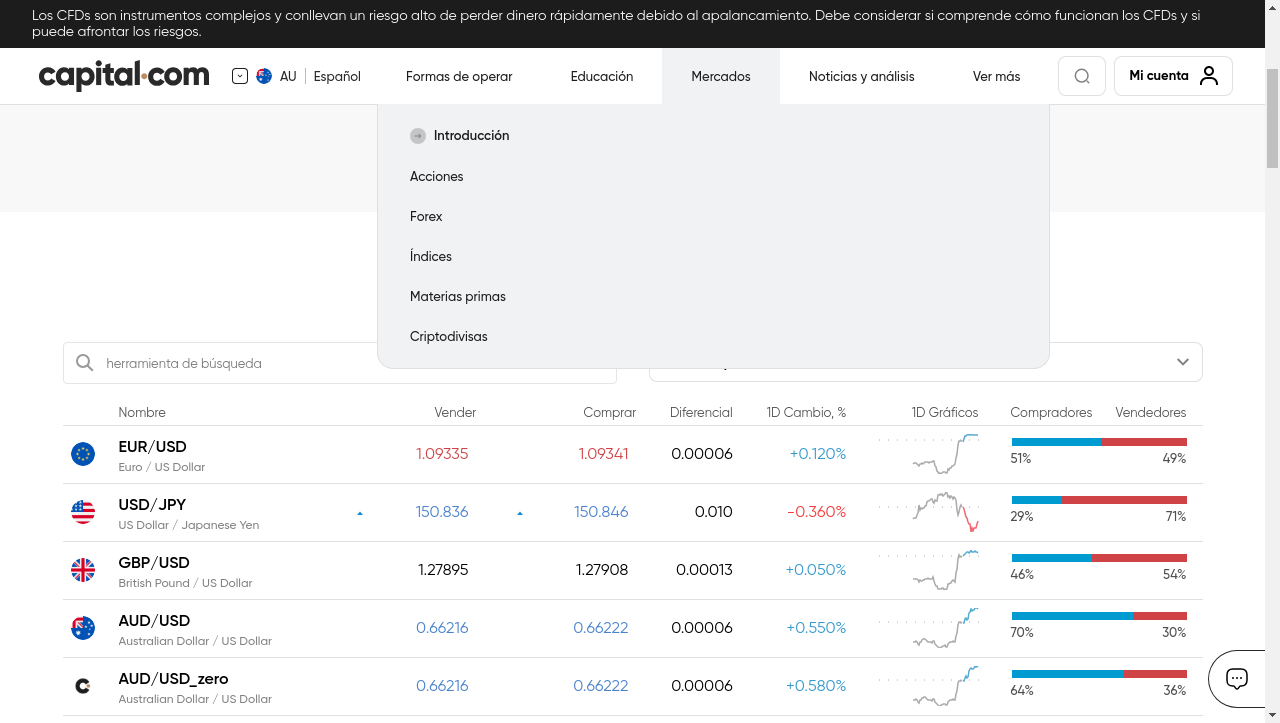 Los CFDs son instrumentos complejos y conllevan un riesgo alto de perder dinero rápidamente debido al apalancamiento. Debe considerar si comprende cómo funcionan los CFDs y si
puede afrontar los riesgos.
capital.com AU Español Formas de operar Educación Mercados Noticias y análisis Ver más Mi cuenta
Introducción
Acciones
Forex
Índices
Materias primas
Criptodivisas
herramienta de búsqueda
Nombre Vender Comprar Diferencial 1D Cambio, % 1D Gráficos Compradores Vendedores
EUR/USD 1.09335 1.09341 0.00006 +0.120%
Euro / US Dollar 51% 49%
USD/JPY 150.836 150.846 0.010 -0.360%
US Dollar / Japanese Yen 29% 71%
GBP/USD 1.27895 1.27908 0.00013 +0.050%
British Pound / US Dollar 46% 54%
AUD/USD 0.66216 0.66222 0.00006 +0.550%
Australian Dollar / US Dollar 70% 30%
AUD/USD_zero 0.66216 0.66222 0.00006 +0.580%
Australian Dollar / US Dollar 64% 36%